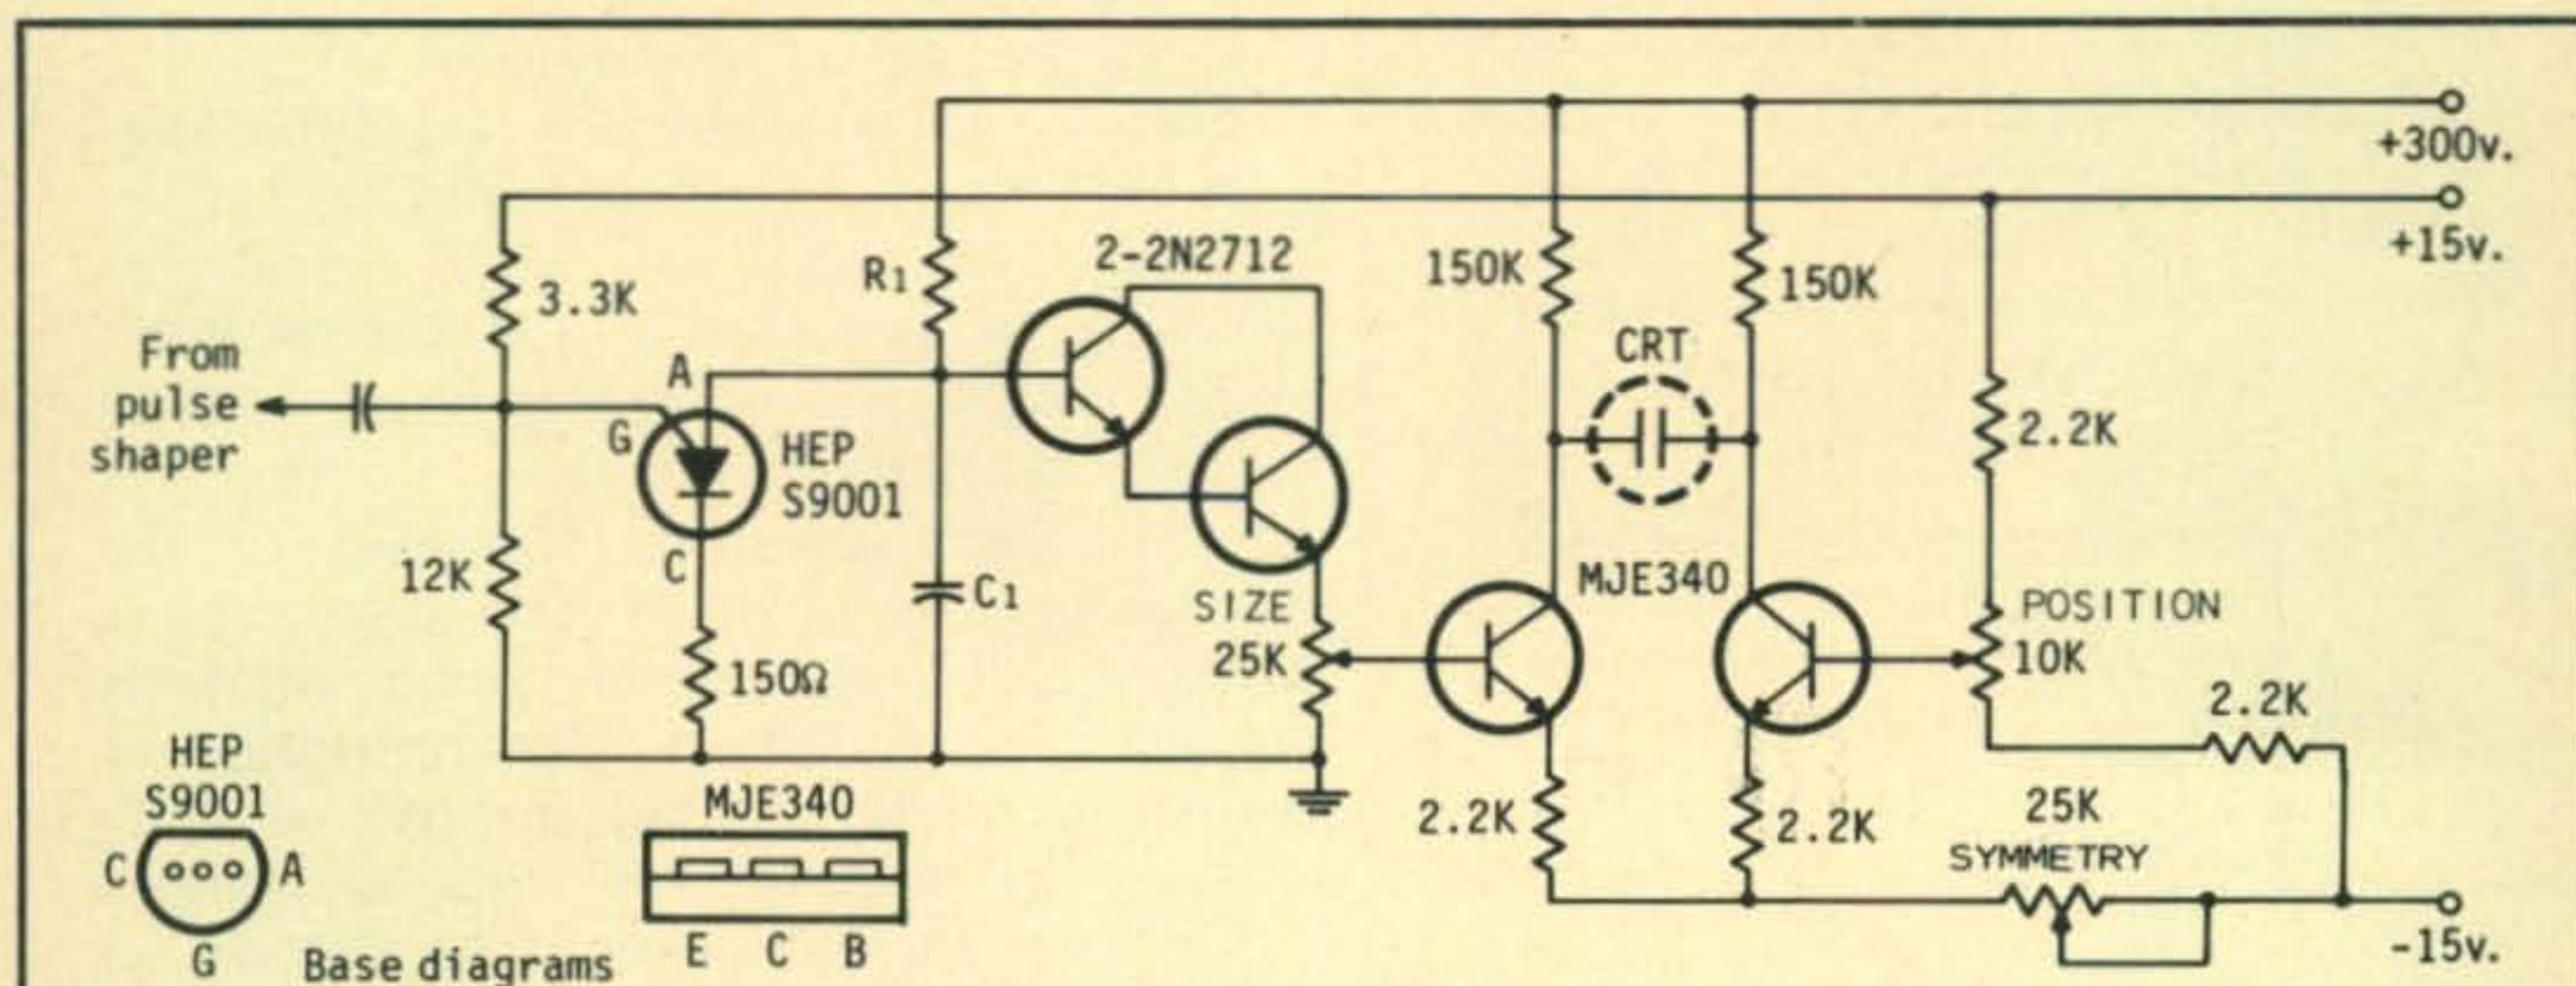 +300v.
+15v.
2-2N2712
R1
150K
150K
3.3K
From
pulse
shaper
A
G
HEP
S9001
C
CRT
2.2K
12K
C1
SIZE
25K
MJE340
POSITION
10K
150Ω
2.2K
HEP
S9001
C
A
G
MJE340
E C B
Base diagrams
2.2K
2.2K
25K
SYMMETRY
-15v.